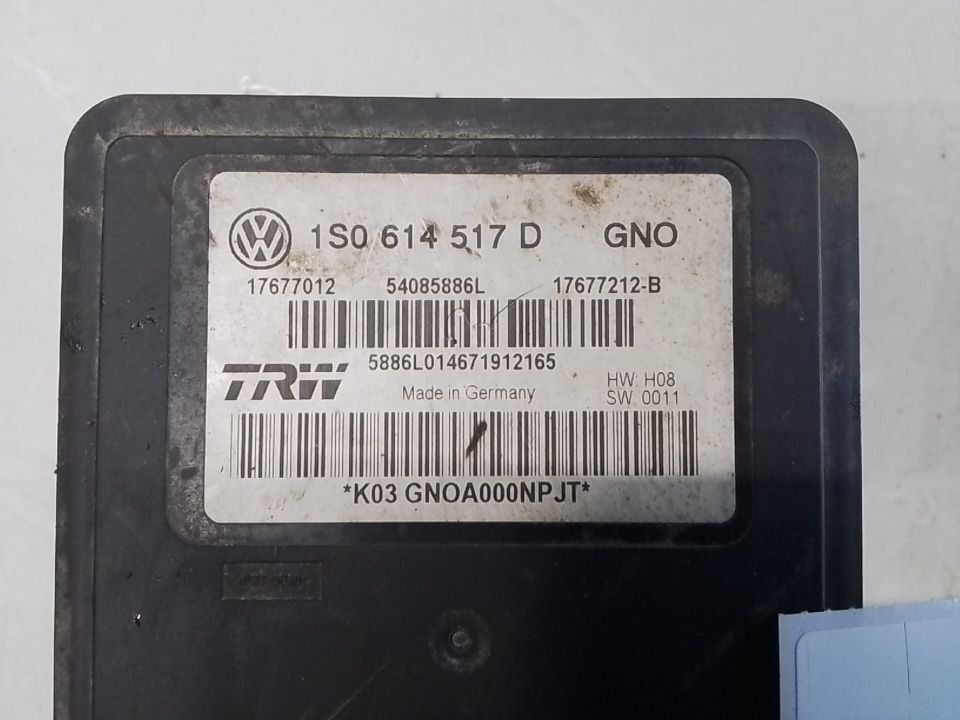 1S0 614 517 D GNO
17677012 54085886L 17677212-B
5886L014671912165
TRW Made in Germany HW: H08
SW: 0011
*K03 GNOA000NPJT*